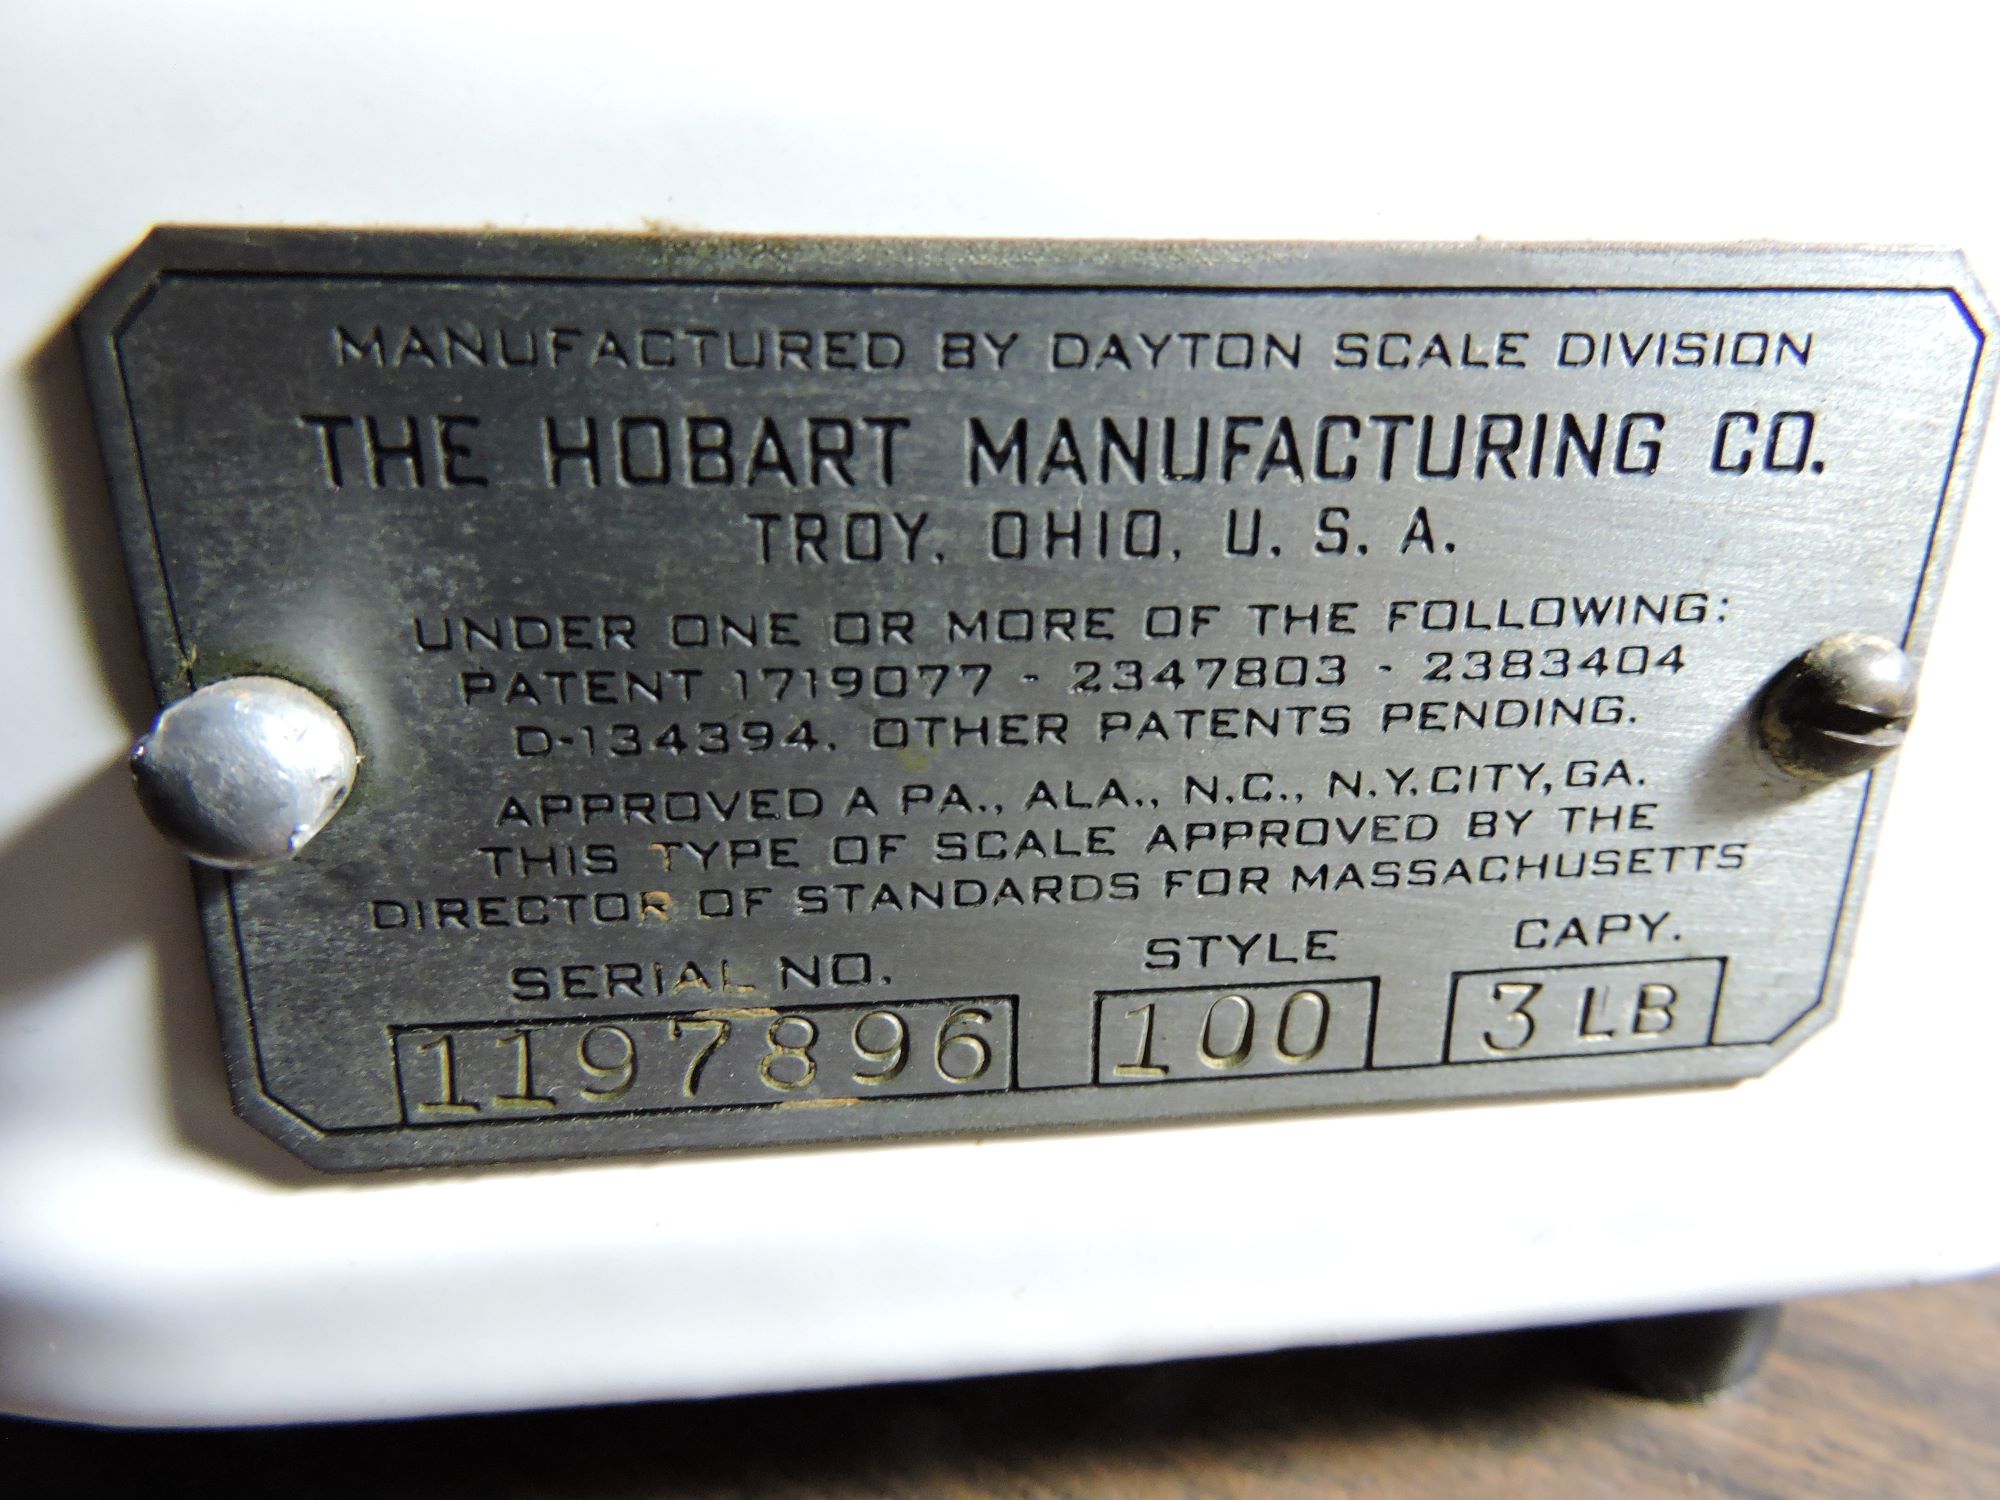 MANUFACTURED BY DAYTON SCALE DIVISION
THE HOBART MANUFACTURING CO.
TROY, OHIO, U. S. A.
UNDER ONE OR MORE OF THE FOLLOWING:
PATENT 1719077 - 2347803 - 2383404
D-134394. OTHER PATENTS PENDING.
APPROVED A PA., ALA., N.C., N.Y. CITY, GA.
THIS TYPE OF SCALE APPROVED BY THE
DIRECTOR OF STANDARDS FOR MASSACHUSETTS
SERIAL NO. STYLE CAPY.
1197896 100 3 LB